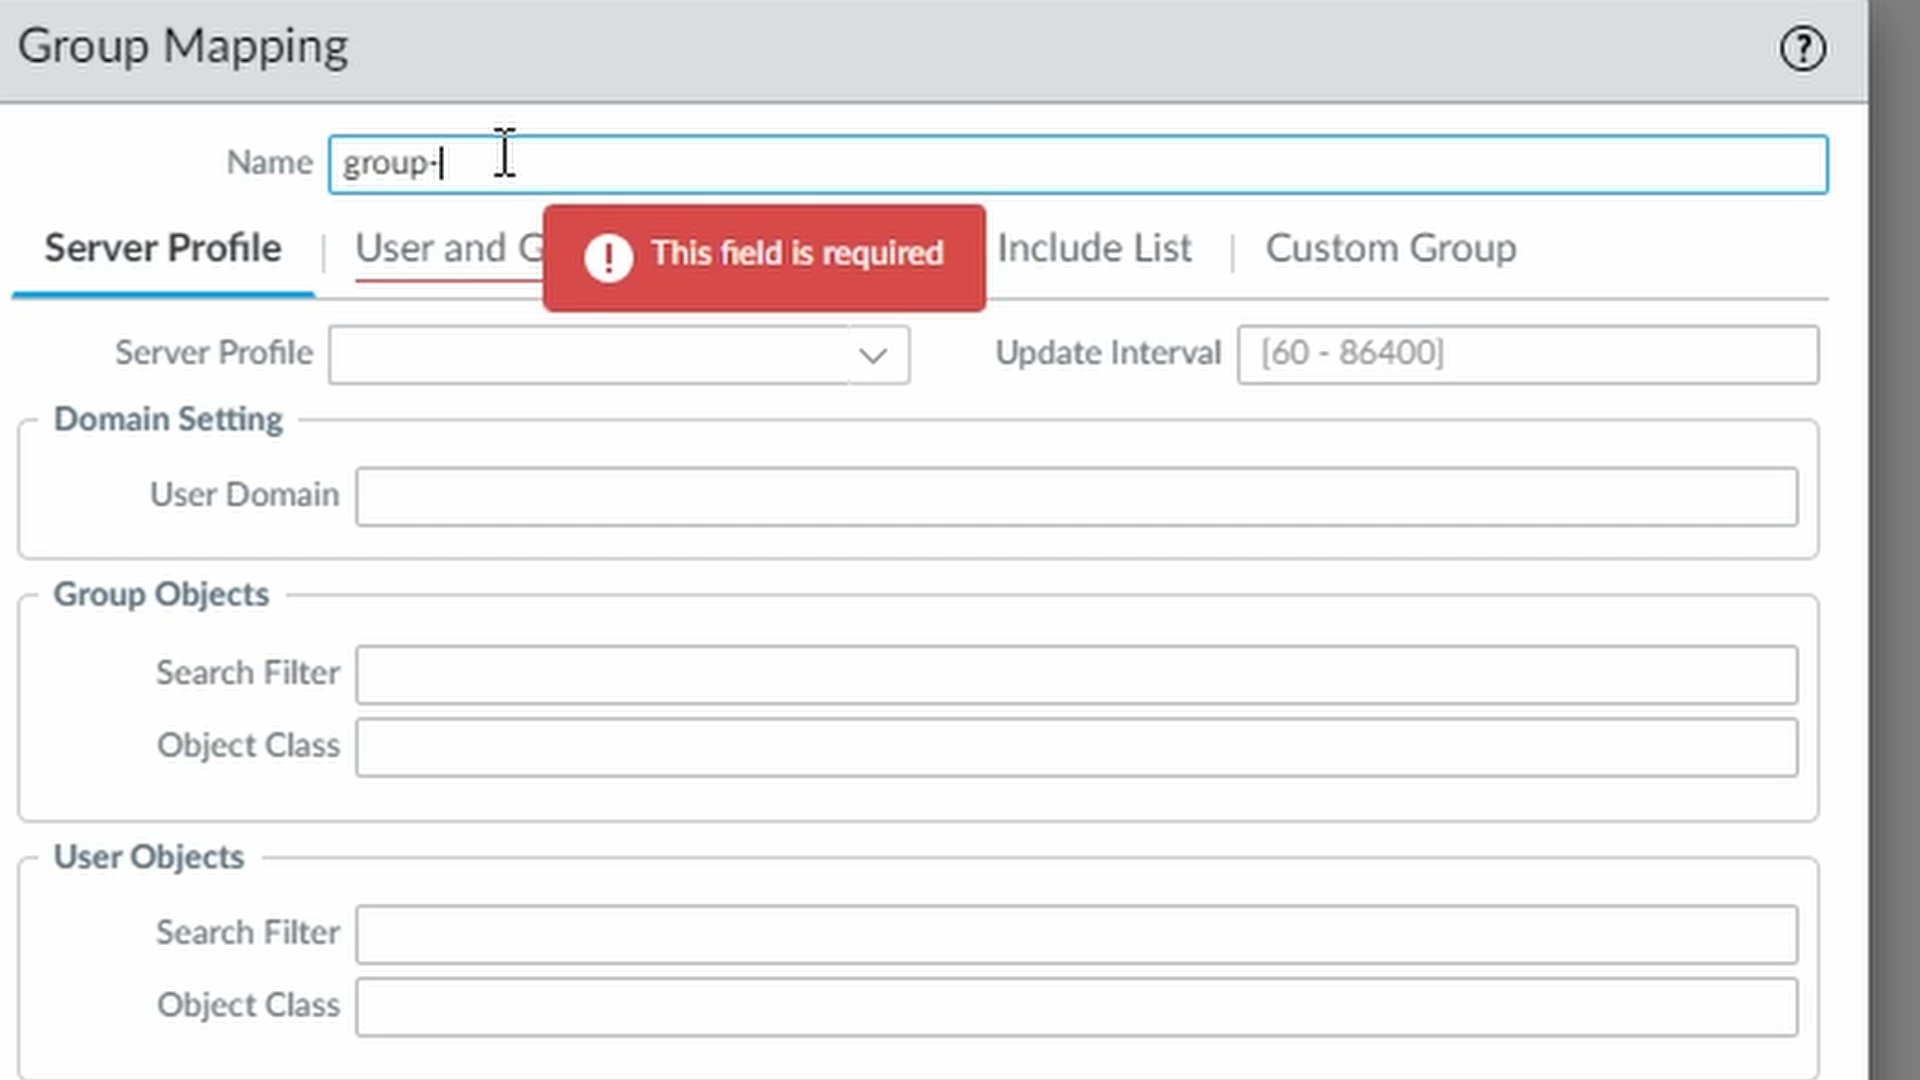 Group Mapping
?
Name group-
Server Profile User and G Include List Custom Group
! This field is required
Server Profile Update Interval [60 - 86400]
Domain Setting
User Domain
Group Objects
Search Filter
Object Class
User Objects
Search Filter
Object Class